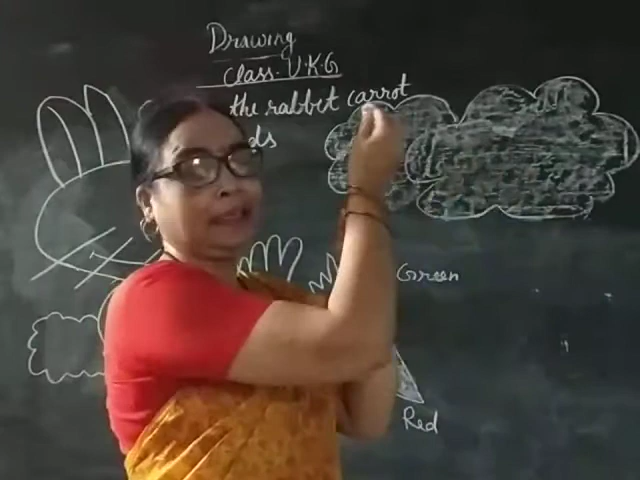 Drawing
Class. U.K.G
the rabbit carrot
ds
Green
Red